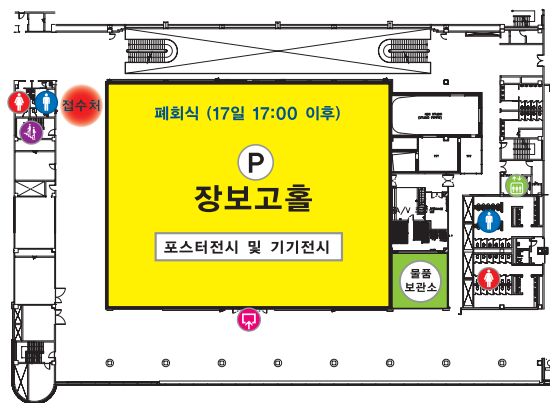 접수처
폐회식 (17일 17:00 이후)
P
장보고홀
포스터전시 및 기기전시
물품
보관소